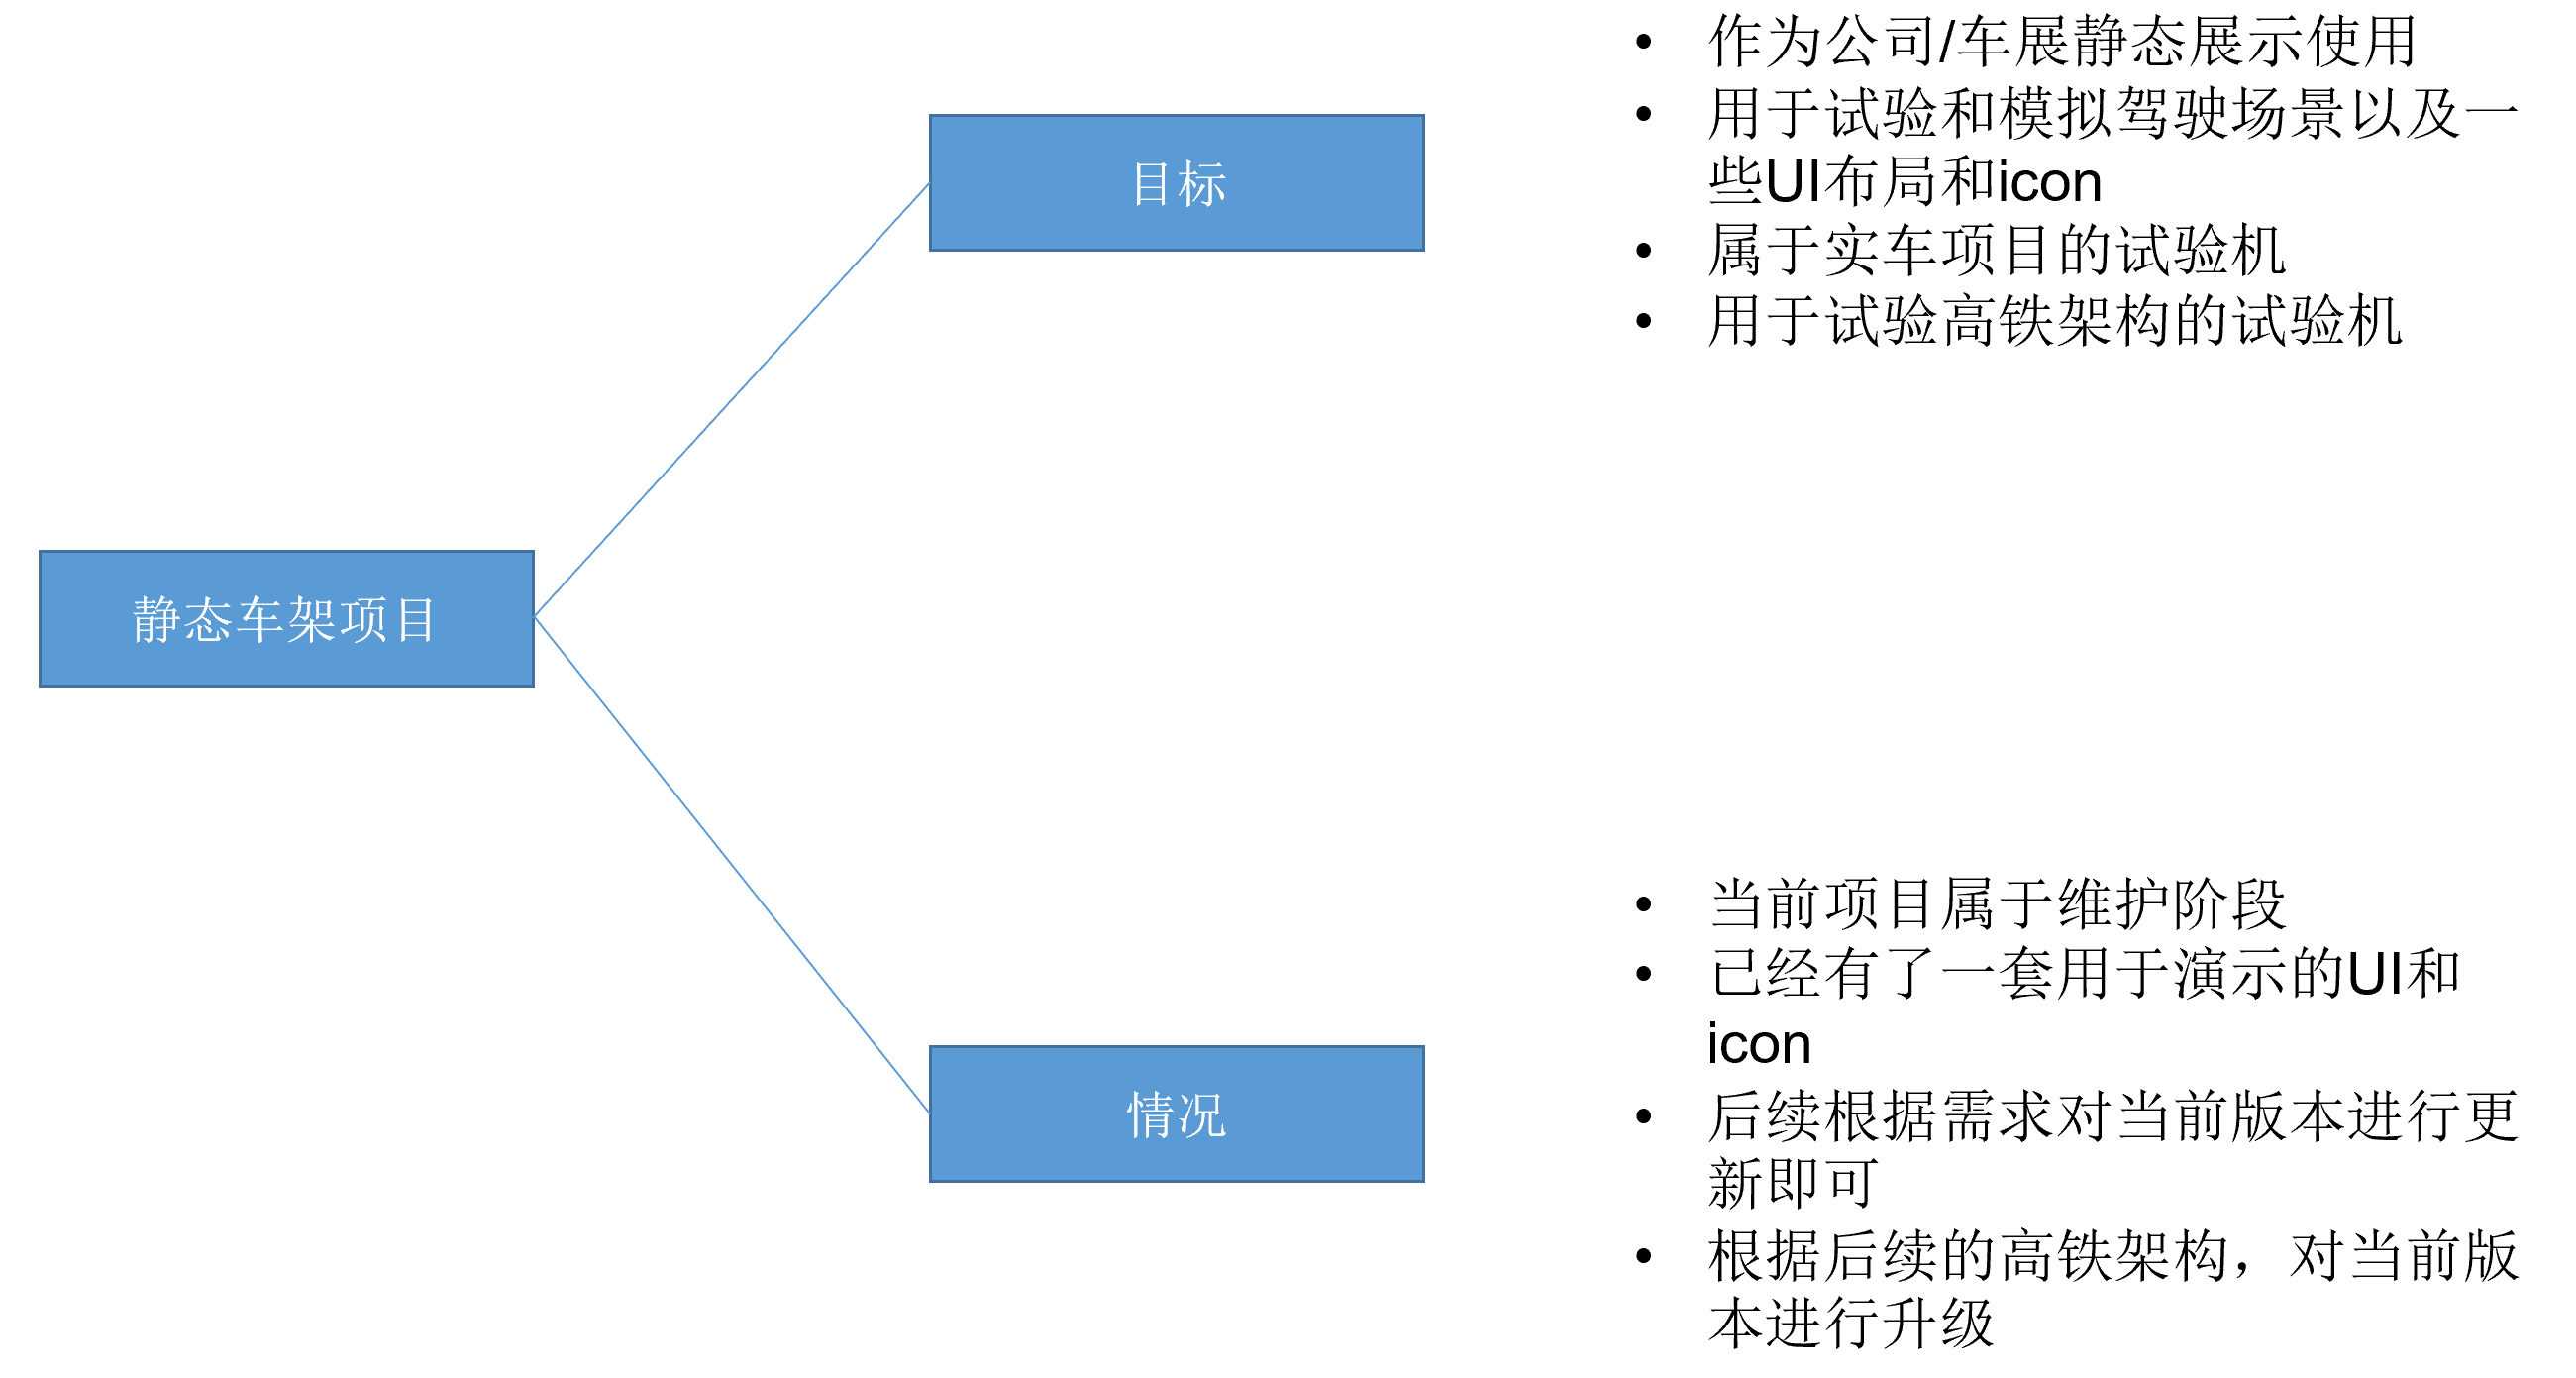 静态车架项目
目标
• 作为公司/车展静态展示使用
• 用于试验和模拟驾驶场景以及一
些UI布局和icon
• 属于实车项目的试验机
• 用于试验高铁架构的试验机
情况
• 当前项目属于维护阶段
• 已经有了一套用于演示的UI和
icon
• 后续根据需求对当前版本进行更
新即可
• 根据后续的高铁架构，对当前版
本进行升级